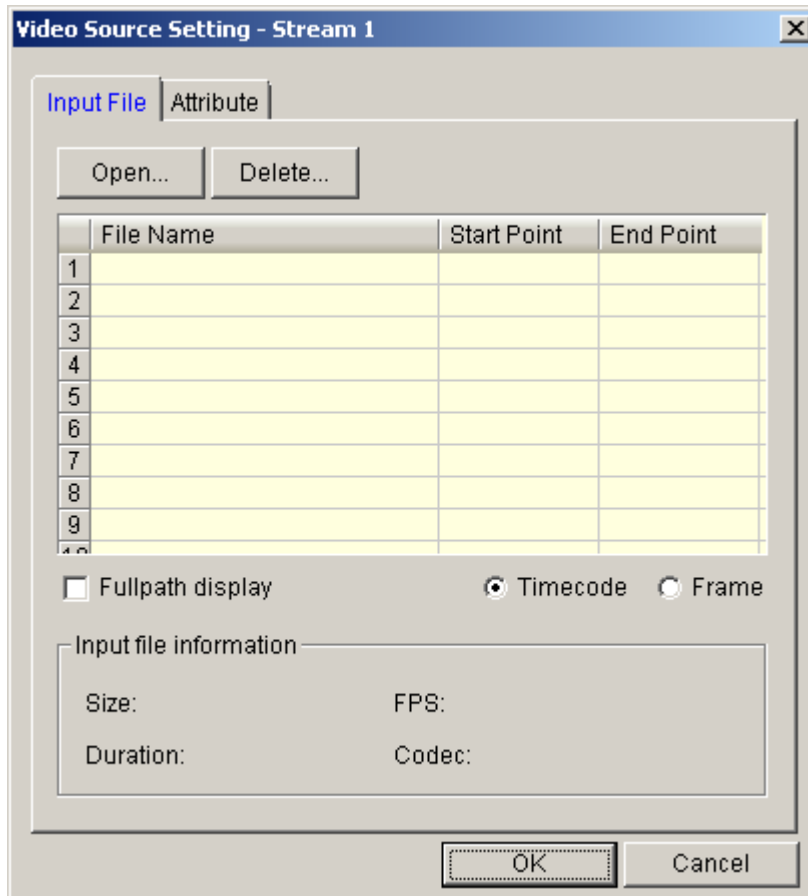 Video Source Setting - Stream 1
Input File Attribute
Open... Delete...
File Name Start Point End Point
1
2
3
4
5
6
7
8
9
10
Fullpath display Timecode Frame
Input file information
Size: FPS:
Duration: Codec:
OK Cancel